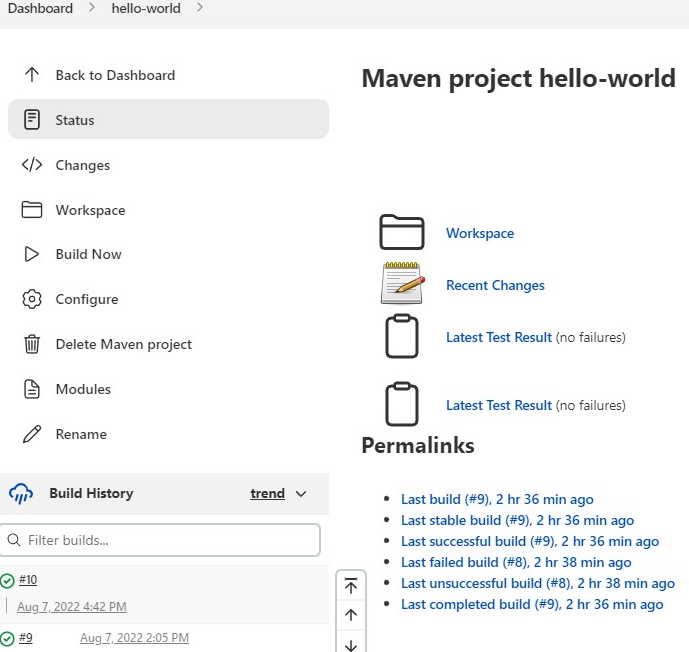 Dashboard > hello-world >
Back to Dashboard
Status
Changes
Workspace
Build Now
Configure
Delete Maven project
Modules
Rename
Build History trend
Filter builds...
#10
Aug 7, 2022 4:42 PM
#9 Aug 7, 2022 2:05 PM
Maven project hello-world
Workspace
Recent Changes
Latest Test Result (no failures)
Latest Test Result (no failures)
Permalinks
Last build (#9), 2 hr 36 min ago
Last stable build (#9), 2 hr 36 min ago
Last successful build (#9), 2 hr 36 min ago
Last failed build (#8), 2 hr 38 min ago
Last unsuccessful build (#8), 2 hr 38 min ago
Last completed build (#9), 2 hr 36 min ago